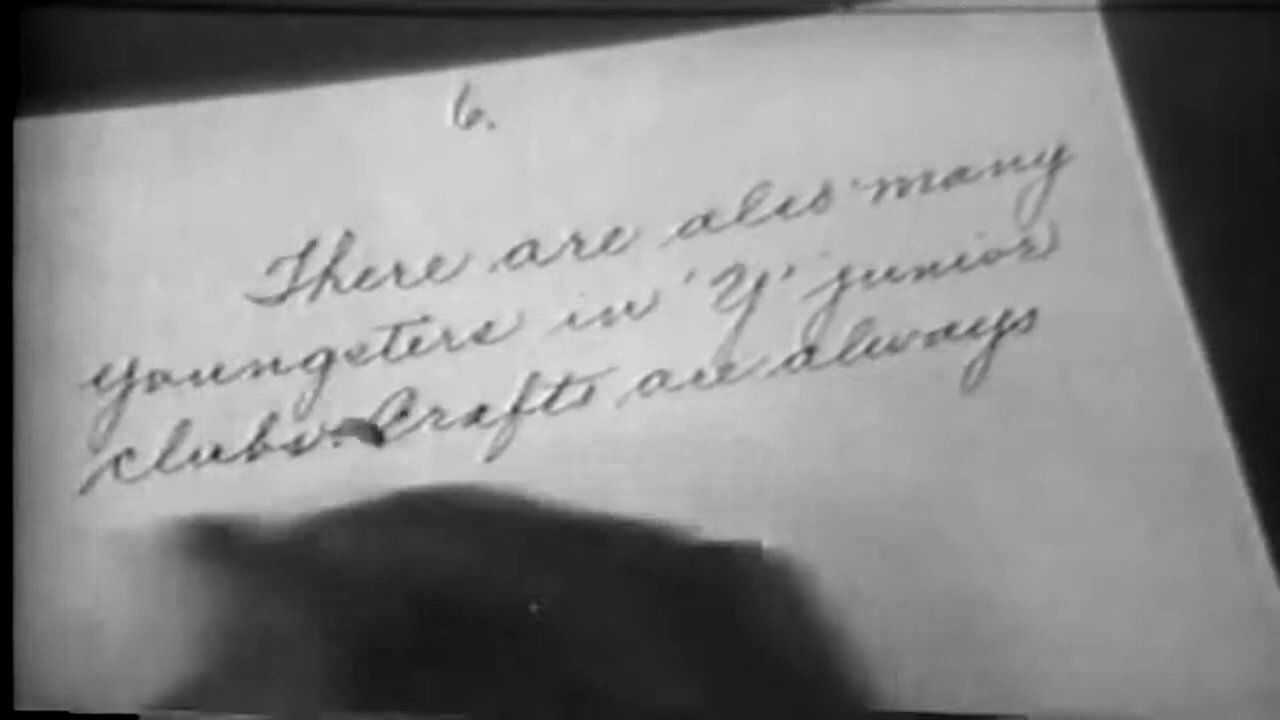 6.
There are also many
youngsters in 'Y' junior
clubs. Crafts are always